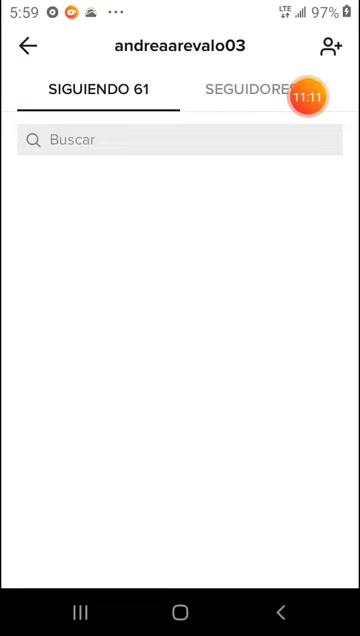 5:59 LTE 97%
andreaarevalo03
SIGUIENDO 61 SEGUIDORES
11:11
Buscar